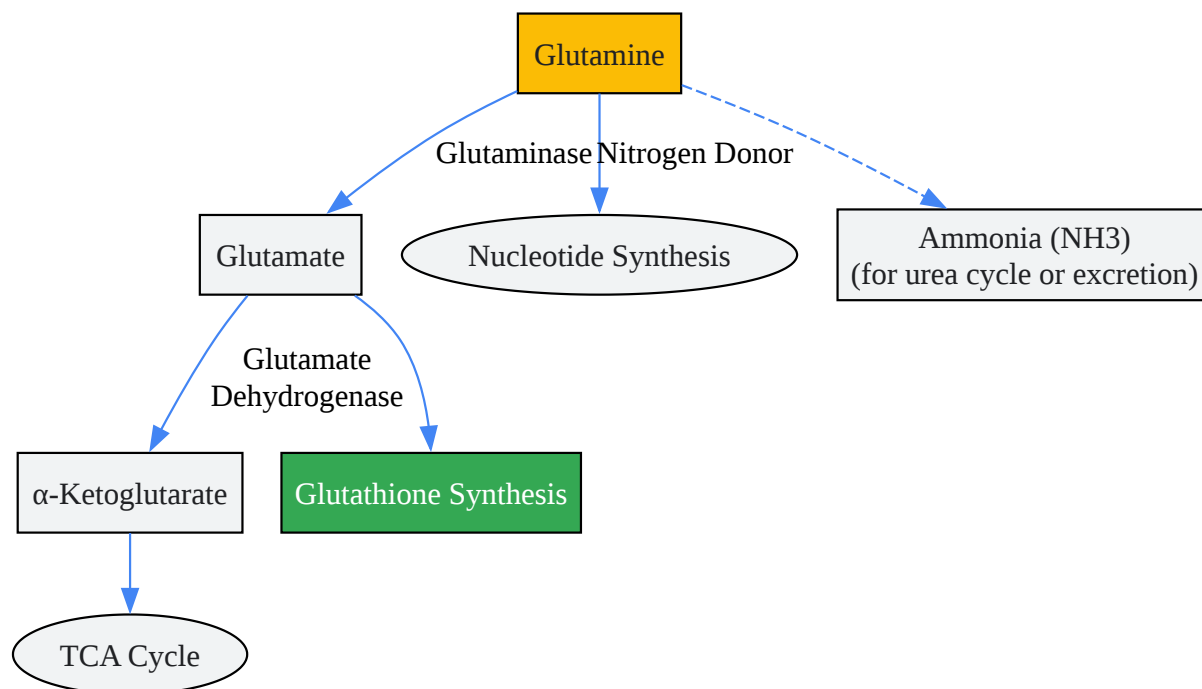 Glutamine
Glutaminase
Nitrogen Donor
Glutamate
Nucleotide Synthesis
Ammonia (NH3)
(for urea cycle or excretion)
Glutamate
Dehydrogenase
α-Ketoglutarate
Glutathione Synthesis
TCA Cycle